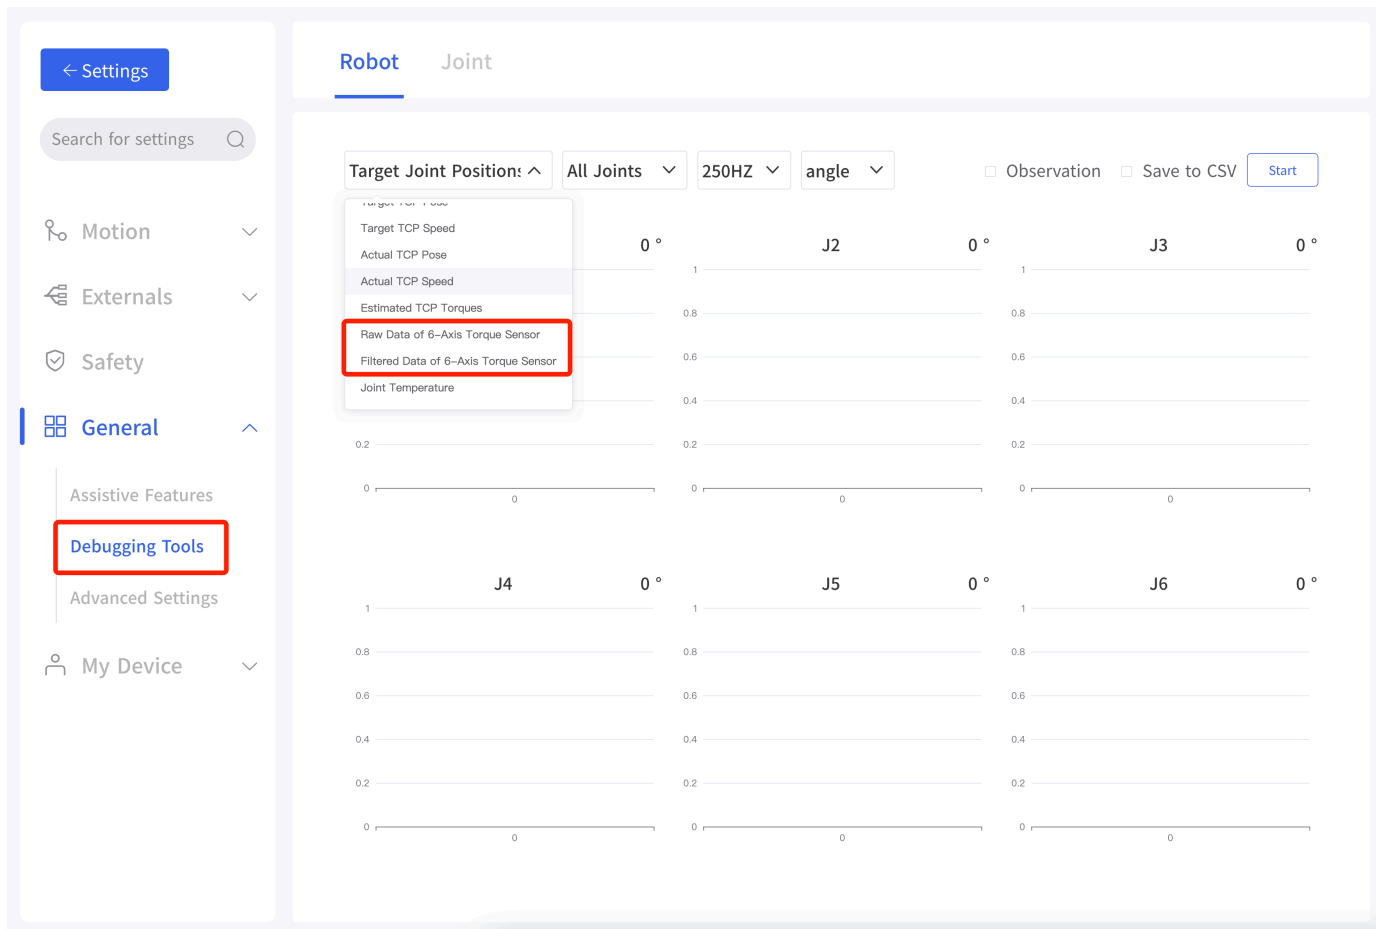 ← Settings
Search for settings
Motion
Externals
Safety
General
Assistive Features
Debugging Tools
Advanced Settings
My Device
Robot
Joint
Target Joint Positions
All Joints
250HZ
angle
Observation
Save to CSV
Start
Target TCP Pose
Target TCP Speed
Actual TCP Pose
Actual TCP Speed
Estimated TCP Torques
Raw Data of 6-Axis Torque Sensor
Filtered Data of 6-Axis Torque Sensor
Joint Temperature
0 °
0.2
0
0
J2
0 °
1
0.8
0.6
0.4
0.2
0
0
J3
0 °
1
0.8
0.6
0.4
0.2
0
0
J4
0 °
1
0.8
0.6
0.4
0.2
0
0
J5
0 °
1
0.8
0.6
0.4
0.2
0
0
J6
0 °
1
0.8
0.6
0.4
0.2
0
0